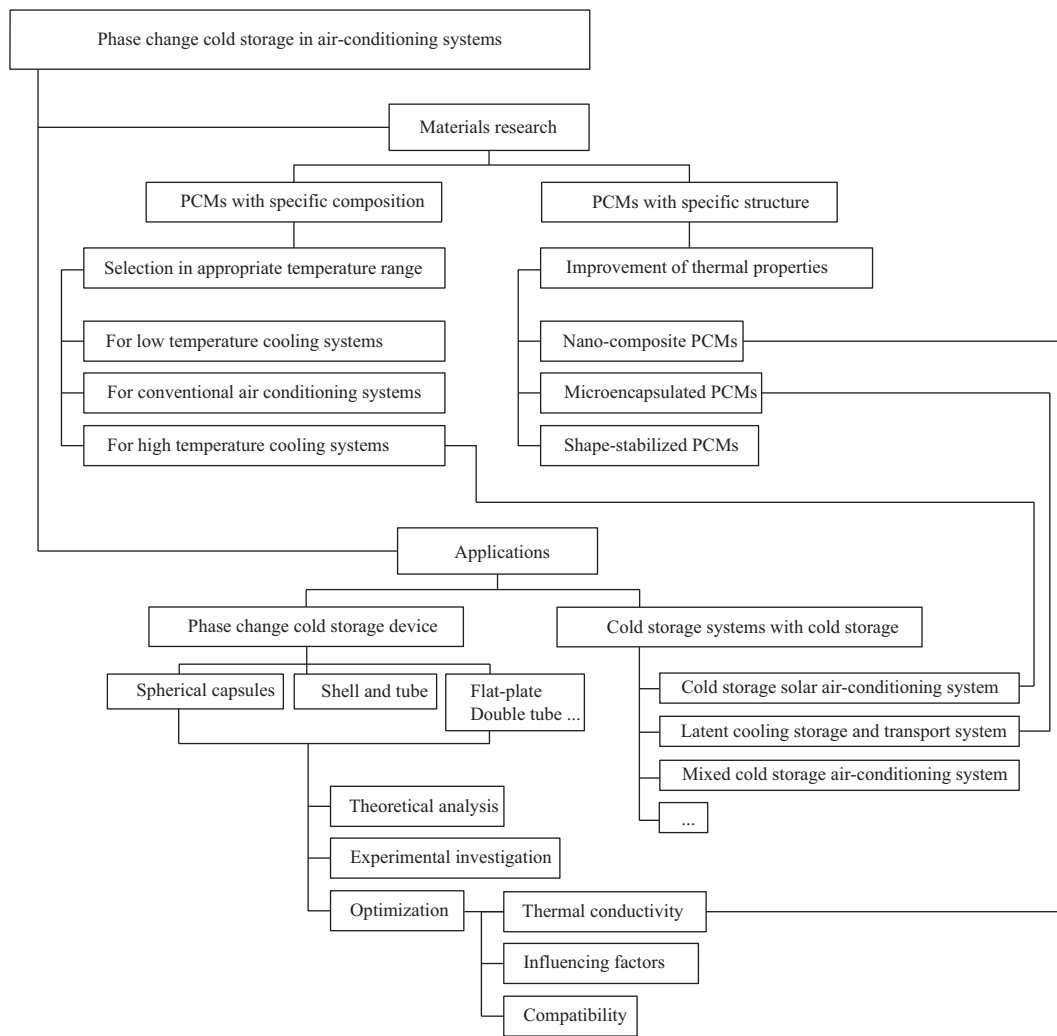 Phase change cold storage in air-conditioning systems
Materials research
PCMs with specific composition
PCMs with specific structure
Selection in appropriate temperature range
Improvement of thermal properties
For low temperature cooling systems
Nano-composite PCMs
For conventional air conditioning systems
Microencapsulated PCMs
For high temperature cooling systems
Shape-stabilized PCMs
Applications
Phase change cold storage device
Cold storage systems with cold storage
Spherical capsules
Shell and tube
Flat-plate
Double tube ...
Cold storage solar air-conditioning system
Latent cooling storage and transport system
Mixed cold storage air-conditioning system
...
Theoretical analysis
Experimental investigation
Optimization
Thermal conductivity
Influencing factors
Compatibility